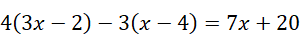 4(3𝑥 − 2) − 3(𝑥 − 4) = 7𝑥 + 20